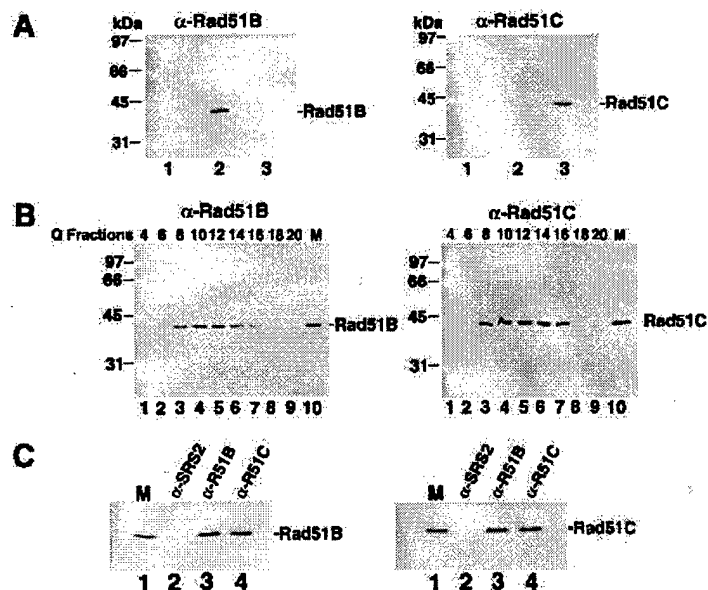 A
kDa α-Rad51B
97-
66-
45-
31-
-Rad51B
1 2 3
kDa α-Rad51C
97-
66-
45-
31-
-Rad51C
1 2 3
B
α-Rad51B
Q Fractions 4 6 8 10 12 14 16 18 20 M
97-
66-
45-
31-
-Rad51B
1 2 3 4 5 6 7 8 9 10
α-Rad51C
4 6 8 10 12 14 16 18 20 M
97-
66-
45-
31-
-Rad51C
1 2 3 4 5 6 7 8 9 10
C
M α-SRS2 α-R51B α-R51C
-Rad51B
1 2 3 4
M α-SRS2 α-R51B α-R51C
-Rad51C
1 2 3 4